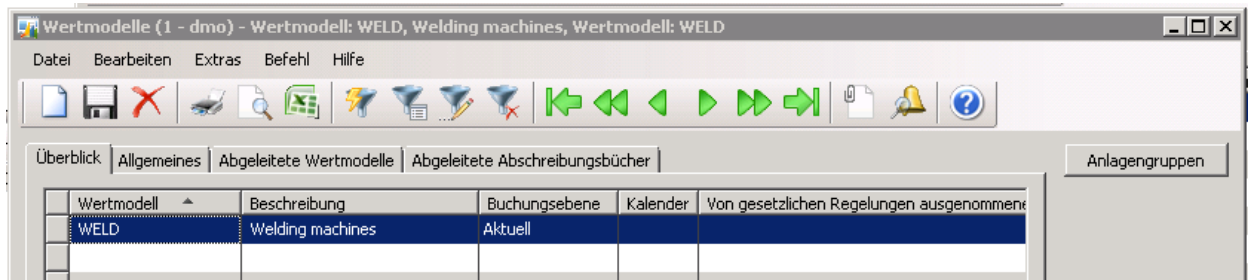 Wertmodelle (1 - dmo) - Wertmodell: WELD, Welding machines, Wertmodell: WELD
Datei Bearbeiten Extras Befehl Hilfe
Überblick Allgemeines Abgeleitete Wertmodelle Abgeleitete Abschreibungsbücher Anlagengruppen
Wertmodell Beschreibung Buchungsebene Kalender Von gesetzlichen Regelungen ausgenommene
WELD Welding machines Aktuell